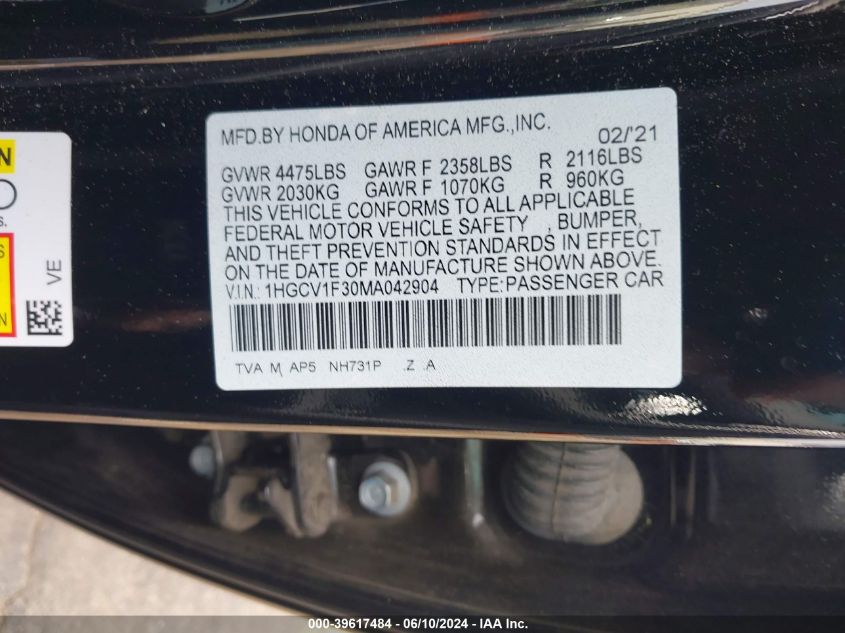 N
S.
S
N
VE
MFD.BY HONDA OF AMERICA MFG.,INC. 02/'21
GVWR 4475LBS GAWR F 2358LBS R 2116LBS
GVWR 2030KG GAWR F 1070KG R 960KG
THIS VEHICLE CONFORMS TO ALL APPLICABLE
FEDERAL MOTOR VEHICLE SAFETY , BUMPER,
AND THEFT PREVENTION STANDARDS IN EFFECT
ON THE DATE OF MANUFACTURE SHOWN ABOVE.
V.I.N.: 1HGCV1F30MA042904 TYPE:PASSENGER CAR
TVA M, AP5 NH731P .Z .A
000-39617484 - 06/10/2024 - IAA Inc.